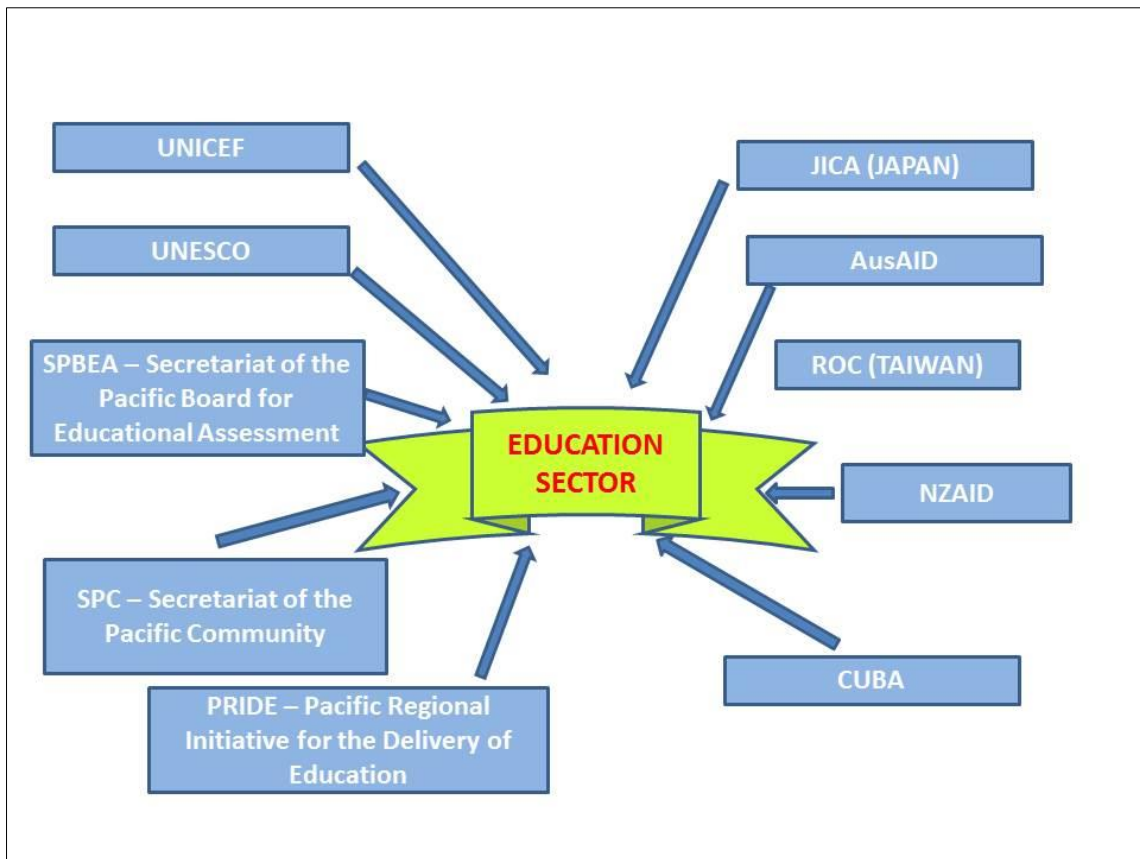 UNICEF
UNESCO
SPBEA – Secretariat of the
Pacific Board for
Educational Assessment
SPC – Secretariat of the
Pacific Community
PRIDE – Pacific Regional
Initiative for the Delivery of
Education
EDUCATION
SECTOR
JICA (JAPAN)
AusAID
ROC (TAIWAN)
NZAID
CUBA